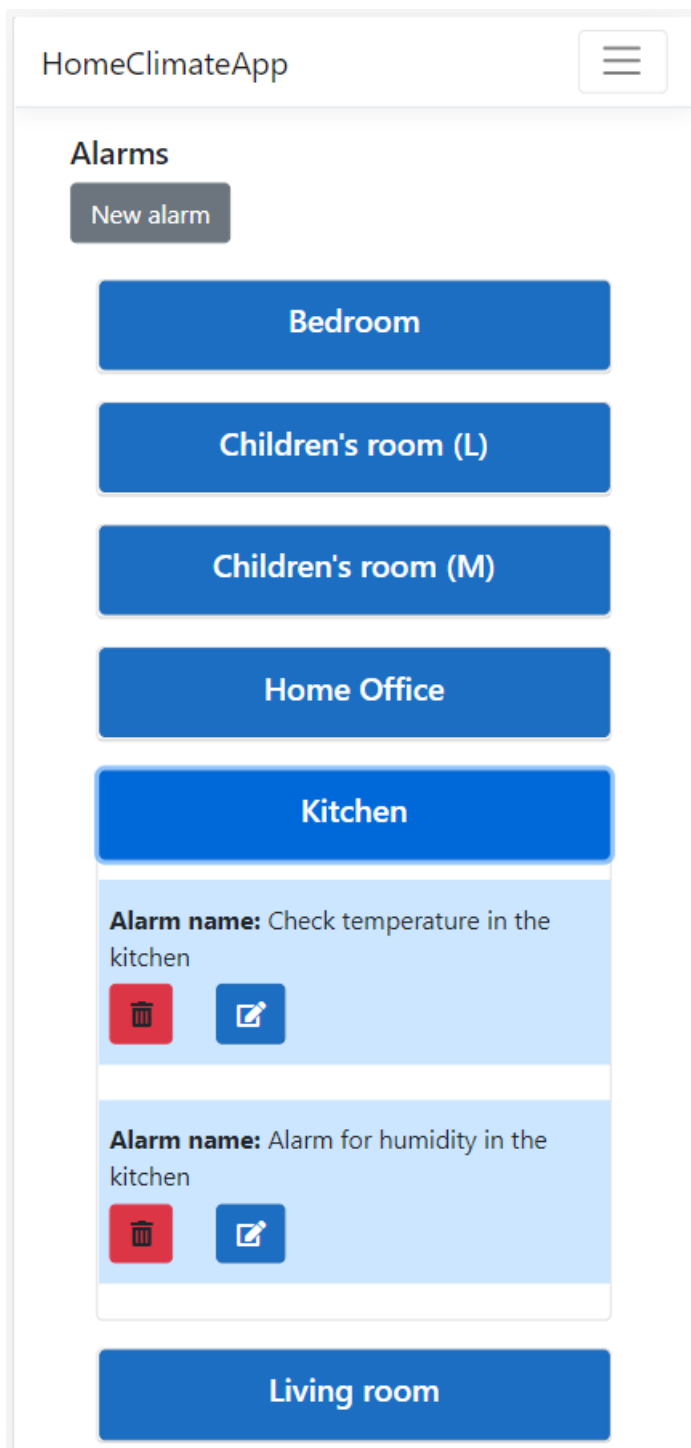 HomeClimateApp
Alarms
New alarm
Bedroom
Children's room (L)
Children's room (M)
Home Office
Kitchen
Alarm name: Check temperature in the
kitchen
Alarm name: Alarm for humidity in the
kitchen
Living room